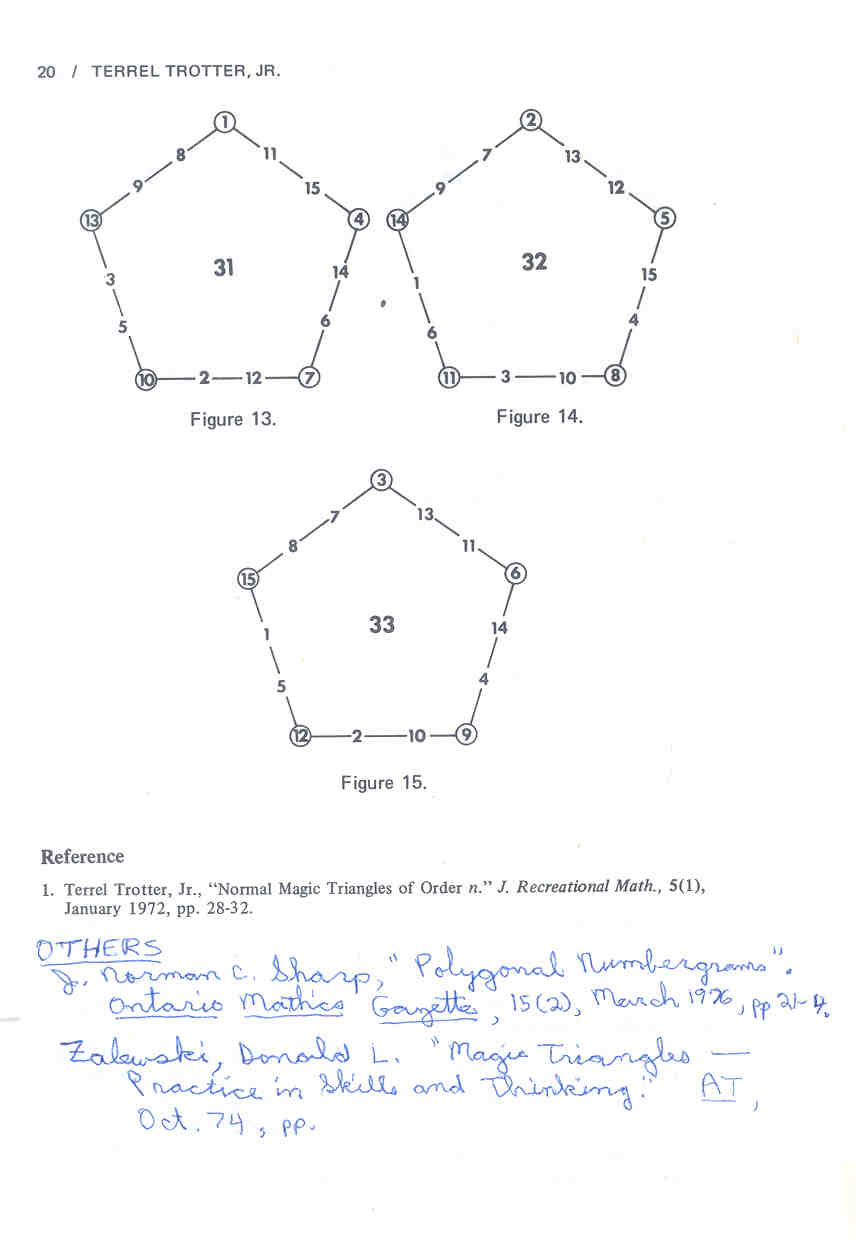 20 / TERREL TROTTER, JR.
1
8 11
9 15
13 4
31
3 14
5 6
10 2 12 7
Figure 13.
2
7 13
9 12
14 5
32
1 15
6 4
11 3 10 8
Figure 14.
3
7 13
8 11
15 6
33
1 14
5 4
12 2 10 9
Figure 15.
Reference
1. Terrel Trotter, Jr., “Normal Magic Triangles of Order n.” J. Recreational Math., 5(1),
January 1972, pp. 28-32.
OTHERS
J. Norman C. Sharp, "Polygonal Numbergrams".
Ontario Mathics Gazette, 15(2), March 1976, pp 21-
Zalewski, Donald L. "Magic Triangles —
Practice in Skills and Thinking." AT,
Oct. 74, pp.